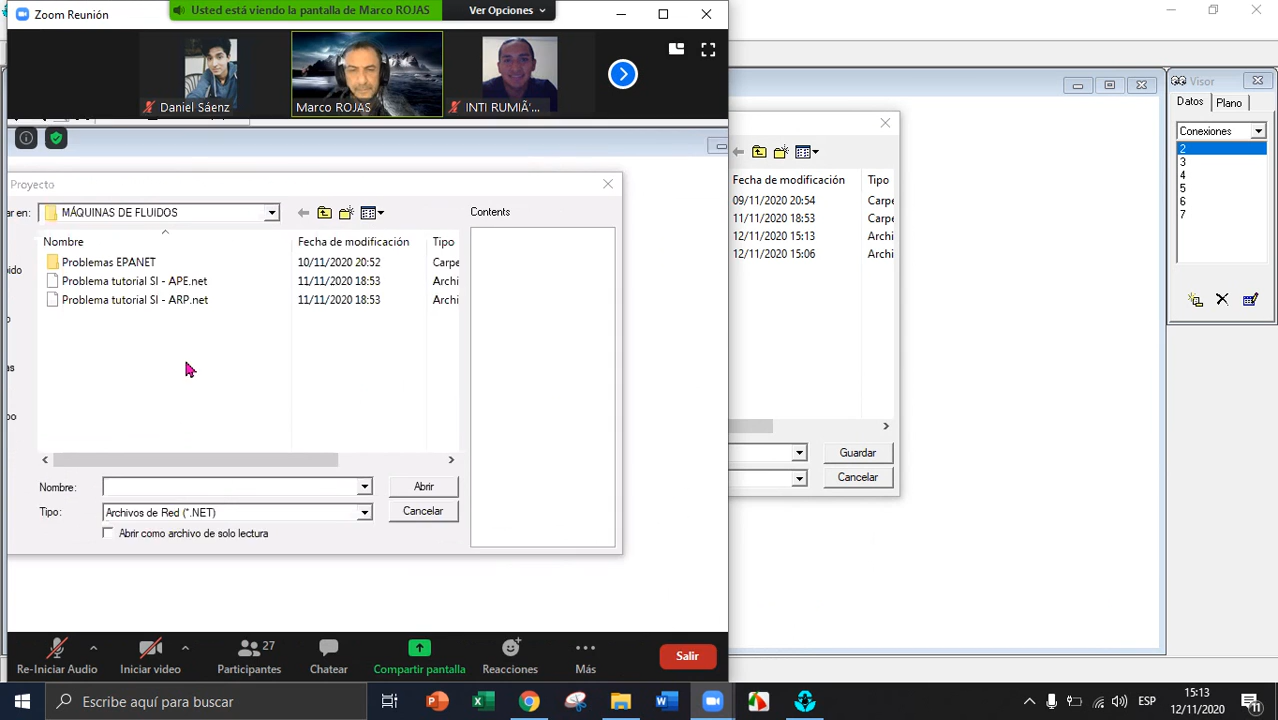 Zoom Reunión
Usted está viendo la pantalla de Marco ROJAS
Ver Opciones
Daniel Sáenz
Marco ROJAS
INTI RUMIÃ’...
Proyecto
ar en:
MÁQUINAS DE FLUIDOS
Contents
Nombre
Fecha de modificación
Tipo
Problemas EPANET
10/11/2020 20:52
Carpe
Problema tutorial SI - APE.net
11/11/2020 18:53
Archi
Problema tutorial SI - ARP.net
11/11/2020 18:53
Archi
pido
as
po
Nombre:
Abrir
Tipo:
Archivos de Red (*.NET)
Cancelar
Abrir como archivo de solo lectura
Fecha de modificación
Tipo
09/11/2020 20:54
Carpe
11/11/2020 18:53
Carpe
12/11/2020 15:13
Archi
12/11/2020 15:06
Archi
Guardar
Cancelar
Visor
Datos
Plano
Conexiones
2
3
4
5
6
7
Re-Iniciar Audio
Iniciar video
27
Participantes
Chatear
Compartir pantalla
Reacciones
Más
Salir
Escribe aquí para buscar
ESP
15:13
12/11/2020
11